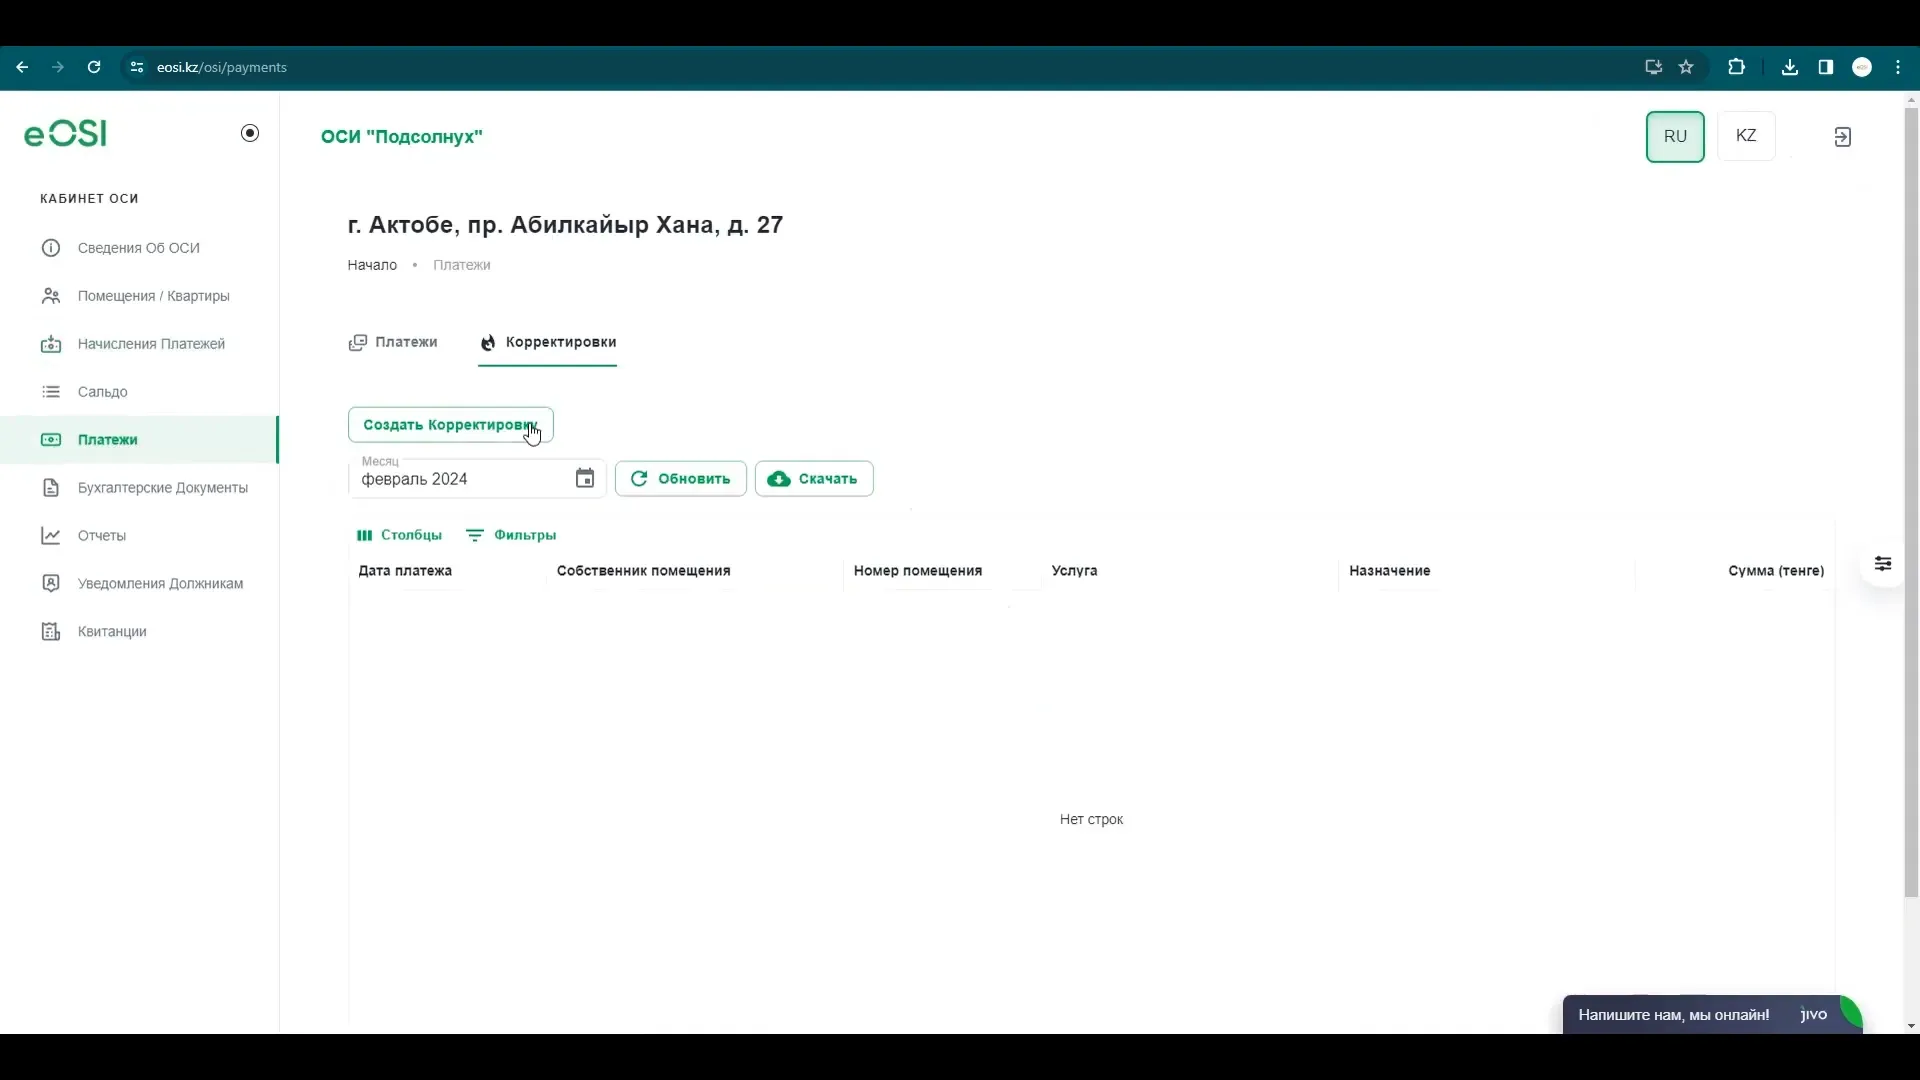 eosi.kz/osi/payments
eOSI
ОСИ "Подсолнух"
RU
KZ
КАБИНЕТ ОСИ
Сведения Об ОСИ
Помещения / Квартиры
Начисления Платежей
Сальдо
Платежи
Бухгалтерские Документы
Отчеты
Уведомления Должникам
Квитанции
г. Актобе, пр. Абилкайыр Хана, д. 27
Начало • Платежи
Платежи
Корректировки
Создать Корректировку
Месяц
февраль 2024
Обновить
Скачать
Столбцы
Фильтры
Дата платежа
Собственник помещения
Номер помещения
Услуга
Назначение
Сумма (тенге)
Нет строк
Напишите нам, мы онлайн!
jivo